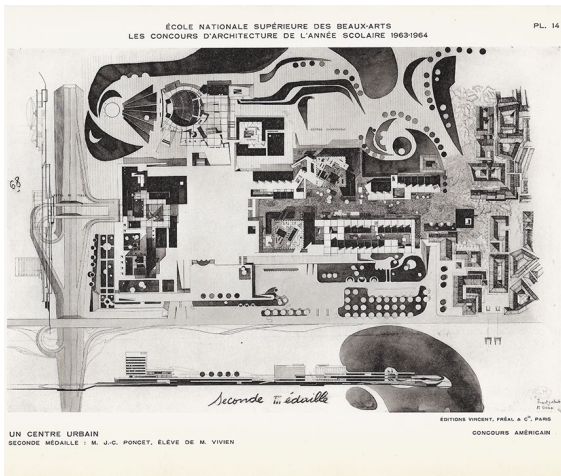 ÉCOLE NATIONALE SUPÉRIEURE DES BEAUX-ARTS
LES CONCOURS D'ARCHITECTURE DE L'ANNÉE SCOLAIRE 1963-1964
PL. 14
68
Seconde Médaille
ÉDITIONS VINCENT, FRÉAL & Cie, PARIS
UN CENTRE URBAIN
CONCOURS AMÉRICAIN
SECONDE MÉDAILLE : M. J.-C. PONCET, ÉLÈVE DE M. VIVIEN